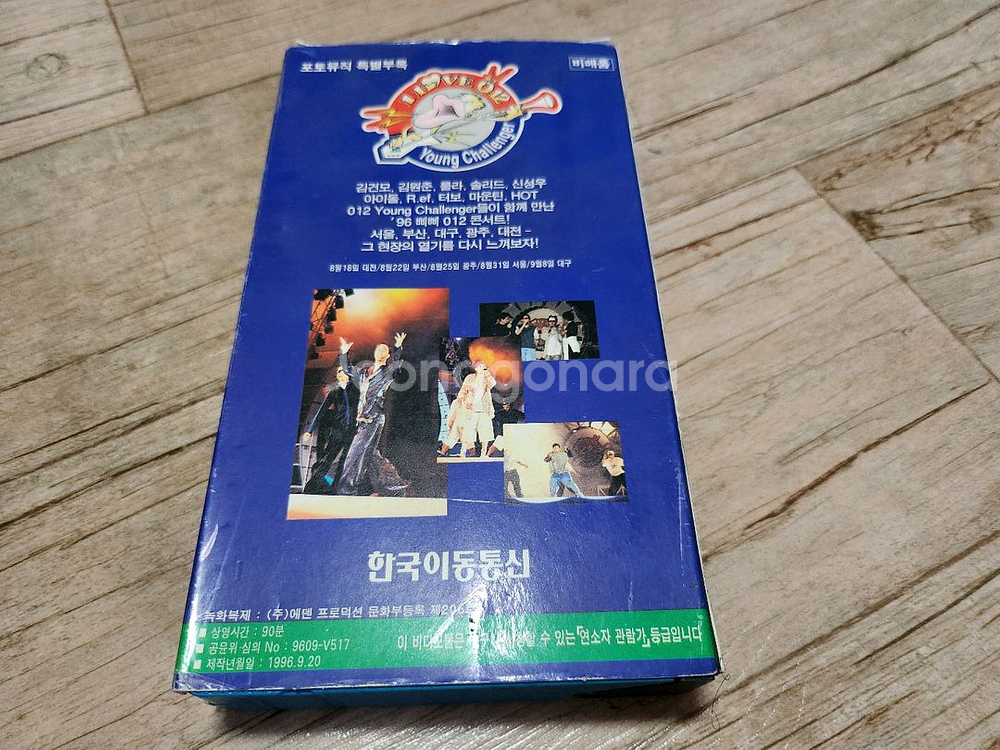 포토뮤직 특별부록
비매품
I LOVE 012
Young Challenger
김건모, 김원준, 룰라, 솔리드, 신성우
아이돌, R.ef, 터보, 마운틴, HOT
012 Young Challenger들이 함께 만난
'96 삐삐 012 콘서트!
서울, 부산, 대구, 광주, 대전 -
그 현장의 열기를 다시 느껴보자!
8월18일 대전/8월22일 부산/8월25일 광주/8월31일 서울/9월8일 대구
Joonggonara
한국이동통신
녹화복제 : (주)에덴 프로덕션 문화부등록 제206
■ 상영시간 : 90분
■ 공윤위 심의 No : 9609-V517
■ 제작년월일 : 1996.9.20
이 비디오물은 수 있는 「연소자 관람가」 등급입니다